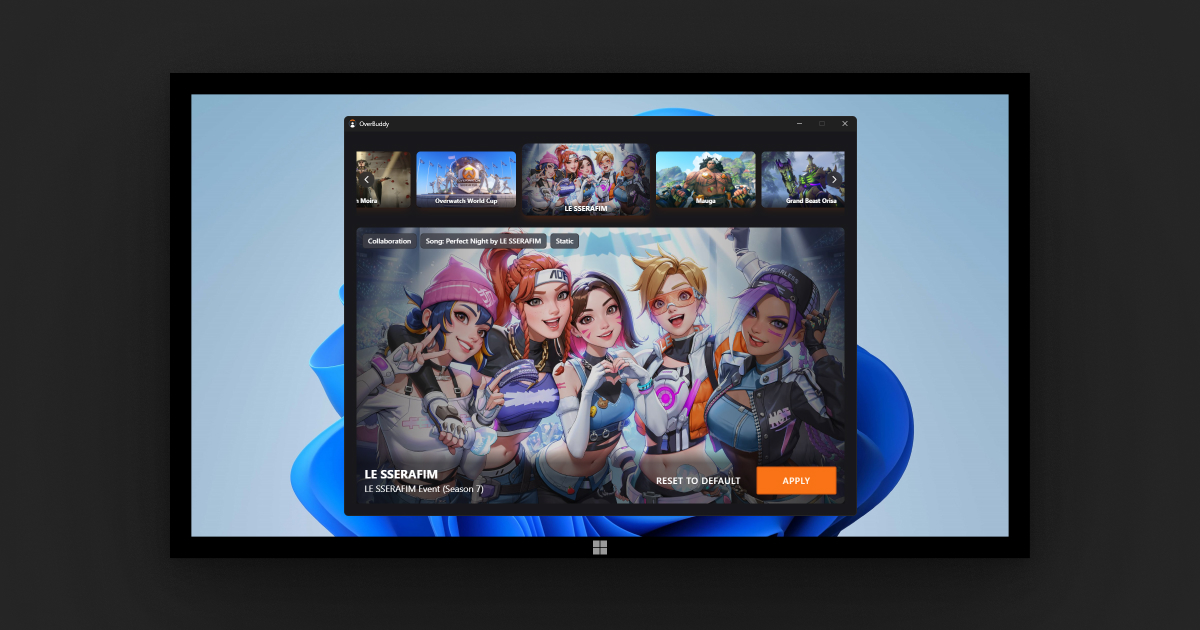 OverBuddy
Moira
Overwatch World Cup
LE SSERAFIM
Mauga
Grand Beast Orisa
Collaboration
Song: Perfect Night by LE SSERAFIM
Static
LE SSERAFIM
LE SSERAFIM Event (Season 7)
RESET TO DEFAULT
APPLY